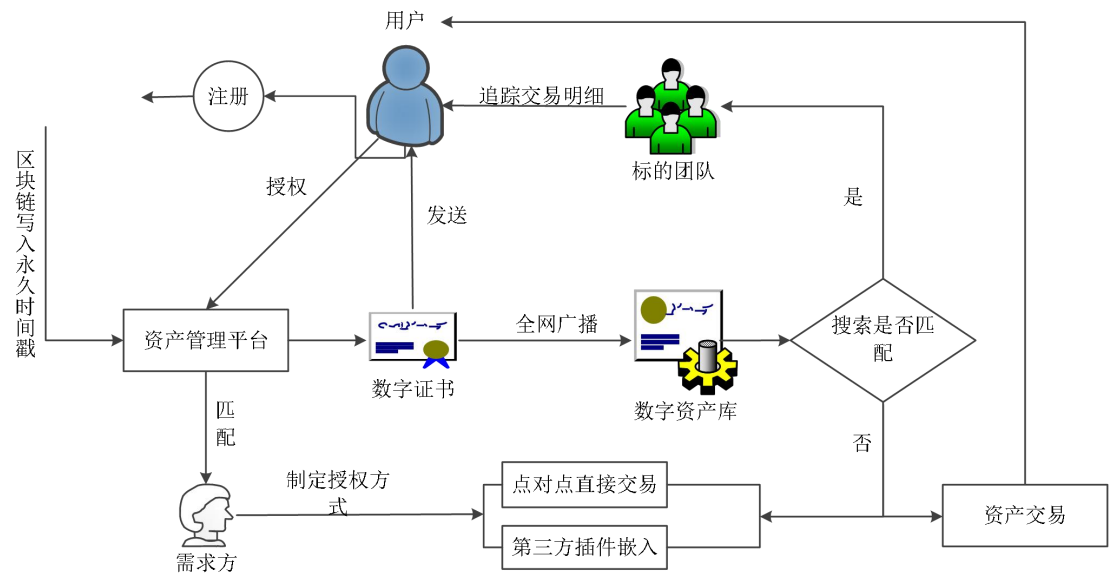 用户
注册
追踪交易明细
标的团队
区块链写入永久时间戳
授权
发送
是
资产管理平台
数字证书
全网广播
数字资产库
搜索是否匹
配
匹
配
否
需求方
制定授权方
式
点对点直接交易
第三方插件嵌入
资产交易